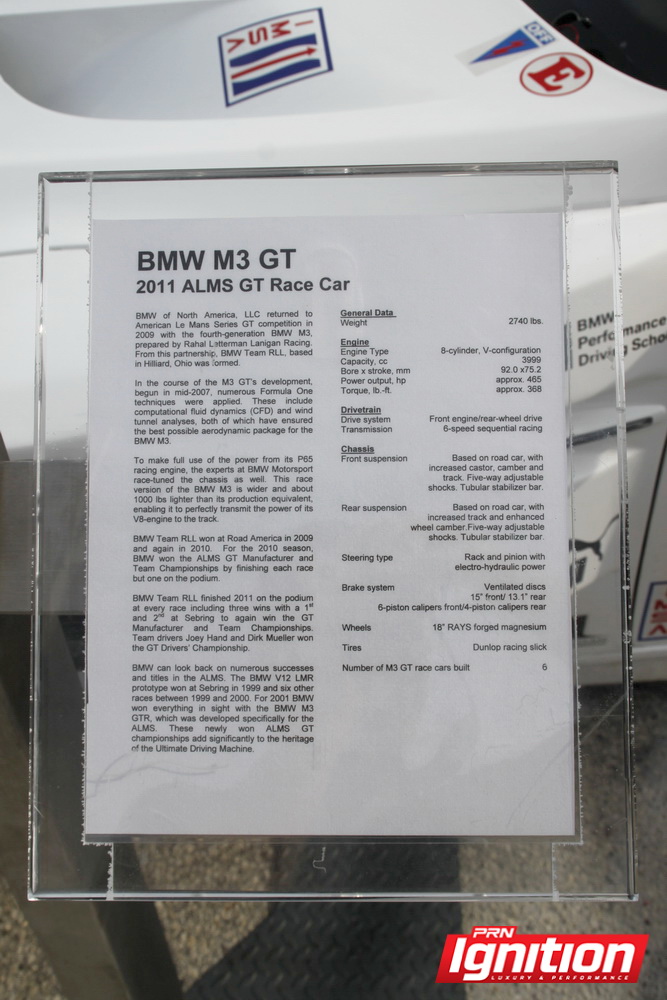 IMSA
OFF
E
BMW M3 GT
2011 ALMS GT Race Car
BMW of North America, LLC returned to
American Le Mans Series GT competition in
2009 with the fourth-generation BMW M3,
prepared by Rahal Letterman Lanigan Racing.
From this partnership, BMW Team RLL, based
in Hilliard, Ohio was formed.
In the course of the M3 GT's development,
begun in mid-2007, numerous Formula One
techniques were applied. These include
computational fluid dynamics (CFD) and wind
tunnel analyses, both of which have ensured
the best possible aerodynamic package for the
BMW M3.
To make full use of the power from its P65
racing engine, the experts at BMW Motorsport
race-tuned the chassis as well. This race
version of the BMW M3 is wider and about
1000 lbs lighter than its production equivalent,
enabling it to perfectly transmit the power of its
V8-engine to the track.
BMW Team RLL won at Road America in 2009
and again in 2010. For the 2010 season,
BMW won the ALMS GT Manufacturer and
Team Championships by finishing each race
but one on the podium.
BMW Team RLL finished 2011 on the podium
at every race including three wins with a 1st
and 2nd at Sebring to again win the GT
Manufacturer and Team Championships.
Team drivers Joey Hand and Dirk Mueller won
the GT Drivers' Championship.
BMW can look back on numerous successes
and titles in the ALMS. The BMW V12 LMR
prototype won at Sebring in 1999 and six other
races between 1999 and 2000. For 2001 BMW
won everything in sight with the BMW M3
GTR, which was developed specifically for the
ALMS. These newly won ALMS GT
championships add significantly to the heritage
of the Ultimate Driving Machine.
General Data
Weight 2740 lbs.
Engine
Engine Type 8-cylinder, V-configuration
Capacity, cc 3999
Bore x stroke, mm 92.0 x75.2
Power output, hp approx. 465
Torque, lb.-ft. approx. 368
Drivetrain
Drive system Front engine/rear-wheel drive
Transmission 6-speed sequential racing
Chassis
Front suspension Based on road car, with
increased castor, camber and
track. Five-way adjustable
shocks. Tubular stabilizer bar.
Rear suspension Based on road car, with
increased track and enhanced
wheel camber.Five-way adjustable
shocks. Tubular stabilizer bar.
Steering type Rack and pinion with
electro-hydraulic power
Brake system Ventilated discs
15" front/ 13.1" rear
6-piston calipers front/4-piston calipers rear
Wheels 18" RAYS forged magnesium
Tires Dunlop racing slick
Number of M3 GT race cars built 6
BMW
Performance
Driving Schoo
PRN
Ignition
LUXURY & PERFORMANCE